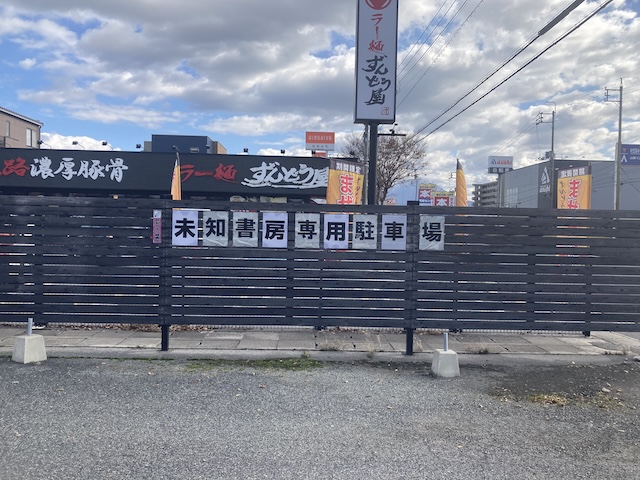 ラー麺
ずんどう屋
路 濃厚豚骨
ラー麺 ずんどう屋
未知書房専用駐車場